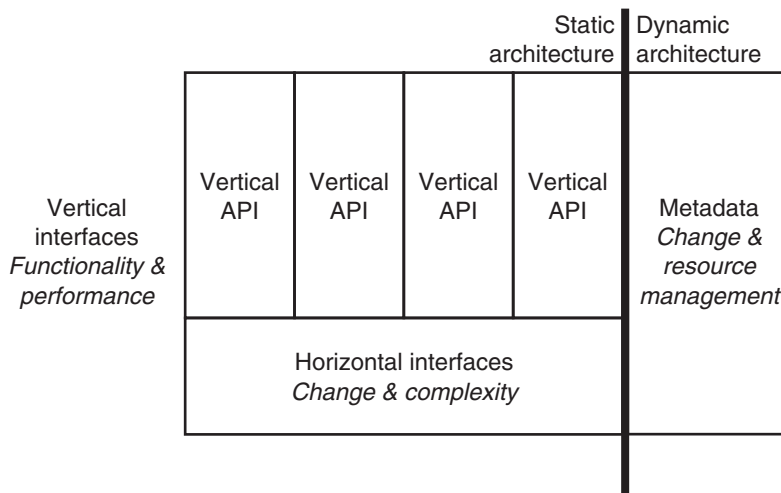 Static
architecture
Dynamic
architecture
Vertical
interfaces
Functionality &
performance
Vertical
API
Vertical
API
Vertical
API
Vertical
API
Metadata
Change &
resource
management
Horizontal interfaces
Change & complexity